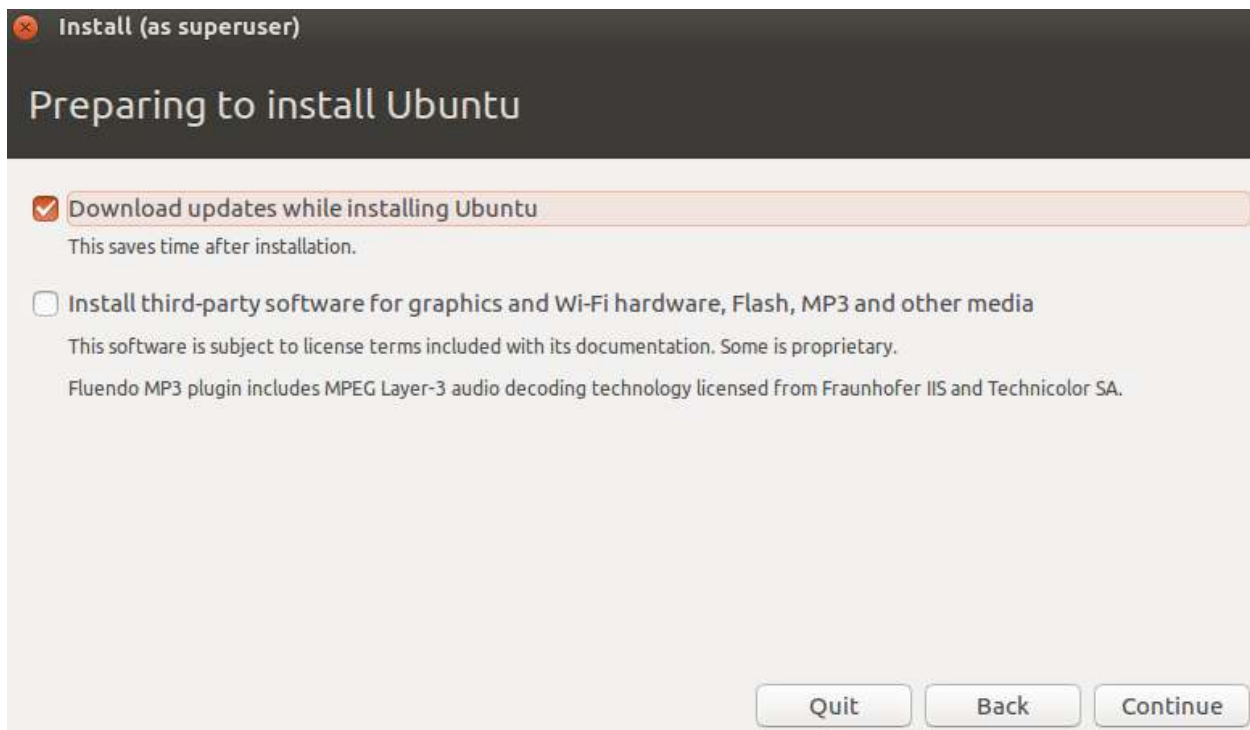 Install (as superuser)
Preparing to install Ubuntu
Download updates while installing Ubuntu
This saves time after installation.
Install third-party software for graphics and Wi-Fi hardware, Flash, MP3 and other media
This software is subject to license terms included with its documentation. Some is proprietary.
Fluendo MP3 plugin includes MPEG Layer-3 audio decoding technology licensed from Fraunhofer IIS and Technicolor SA.
Quit Back Continue